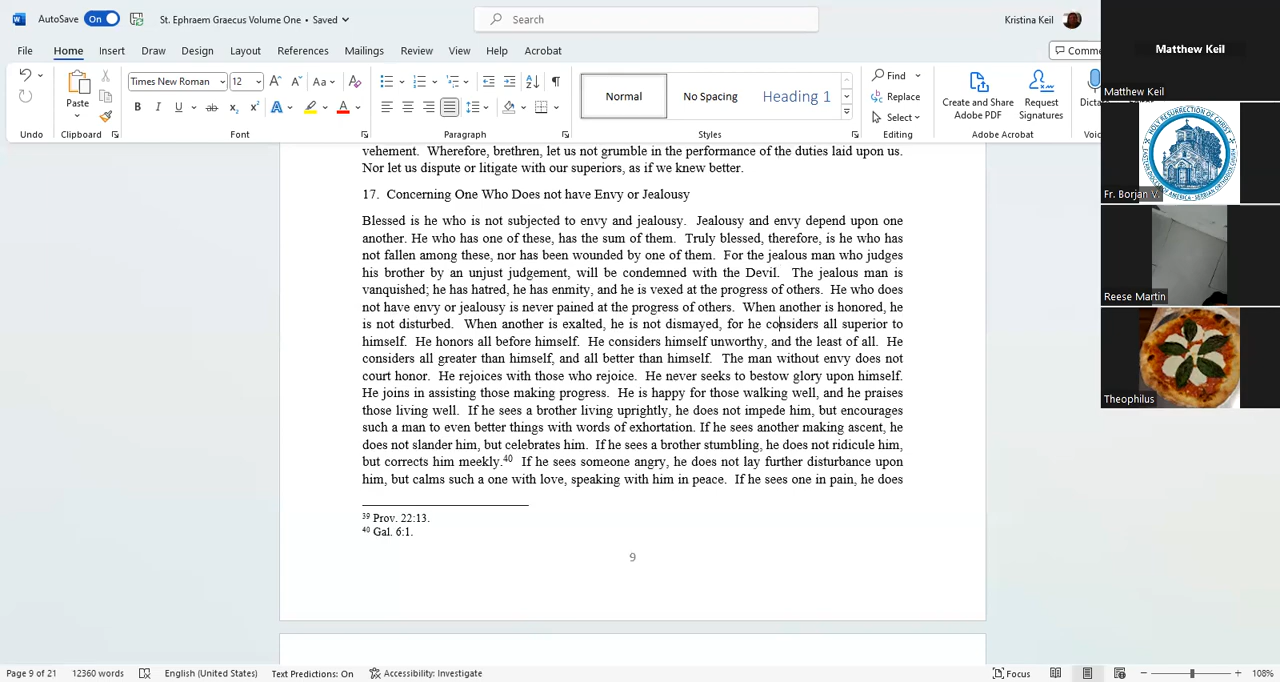 AutoSave On St. Ephraem Graecus Volume One • Saved Search Kristina Keil
File Home Insert Draw Design Layout References Mailings Review View Help Acrobat Comme
Times New Roman 12 Aa Find
Paste Normal No Spacing Heading 1 Replace Create and Share Adobe PDF Request Signatures Dicta
B I U ab x₂ x² A A Select
Undo Clipboard Font Paragraph Styles Editing Adobe Acrobat Voic
vehement. Wherefore, brethren, let us not grumble in the performance of the duties laid upon us.
Nor let us dispute or litigate with our superiors, as if we knew better.
17. Concerning One Who Does not have Envy or Jealousy
Blessed is he who is not subjected to envy and jealousy. Jealousy and envy depend upon one
another. He who has one of these, has the sum of them. Truly blessed, therefore, is he who has
not fallen among these, nor has been wounded by one of them. For the jealous man who judges
his brother by an unjust judgement, will be condemned with the Devil. The jealous man is
vanquished; he has hatred, he has enmity, and he is vexed at the progress of others. He who does
not have envy or jealousy is never pained at the progress of others. When another is honored, he
is not disturbed. When another is exalted, he is not dismayed, for he considers all superior to
himself. He honors all before himself. He considers himself unworthy, and the least of all. He
considers all greater than himself, and all better than himself. The man without envy does not
court honor. He rejoices with those who rejoice. He never seeks to bestow glory upon himself.
He joins in assisting those making progress. He is happy for those walking well, and he praises
those living well. If he sees a brother living uprightly, he does not impede him, but encourages
such a man to even better things with words of exhortation. If he sees another making ascent, he
does not slander him, but celebrates him. If he sees a brother stumbling, he does not ridicule him,
but corrects him meekly.⁴⁰ If he sees someone angry, he does not lay further disturbance upon
him, but calms such a one with love, speaking with him in peace. If he sees one in pain, he does
³⁹ Prov. 22:13.
⁴⁰ Gal. 6:1.
9
Page 9 of 21 12360 words English (United States) Text Predictions: On Accessibility: Investigate Focus 108%
Matthew Keil
Matthew Keil
HOLY RESURRECTION OF CHRIST
Fr. Borjan V.
Reese Martin
Theophilus